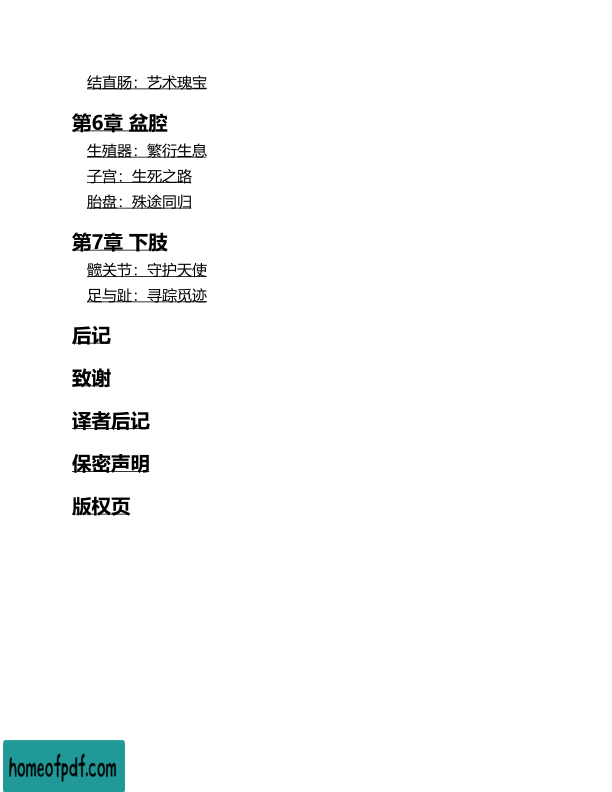 结直肠：艺术瑰宝
第6章 盆腔
生殖器：繁衍生息
子宫：生死之路
胎盘：殊途同归
第7章 下肢
髋关节：守护天使
足与趾：寻踪觅迹
后记
致谢
译者后记
保密声明
版权页
homeofpdf.com